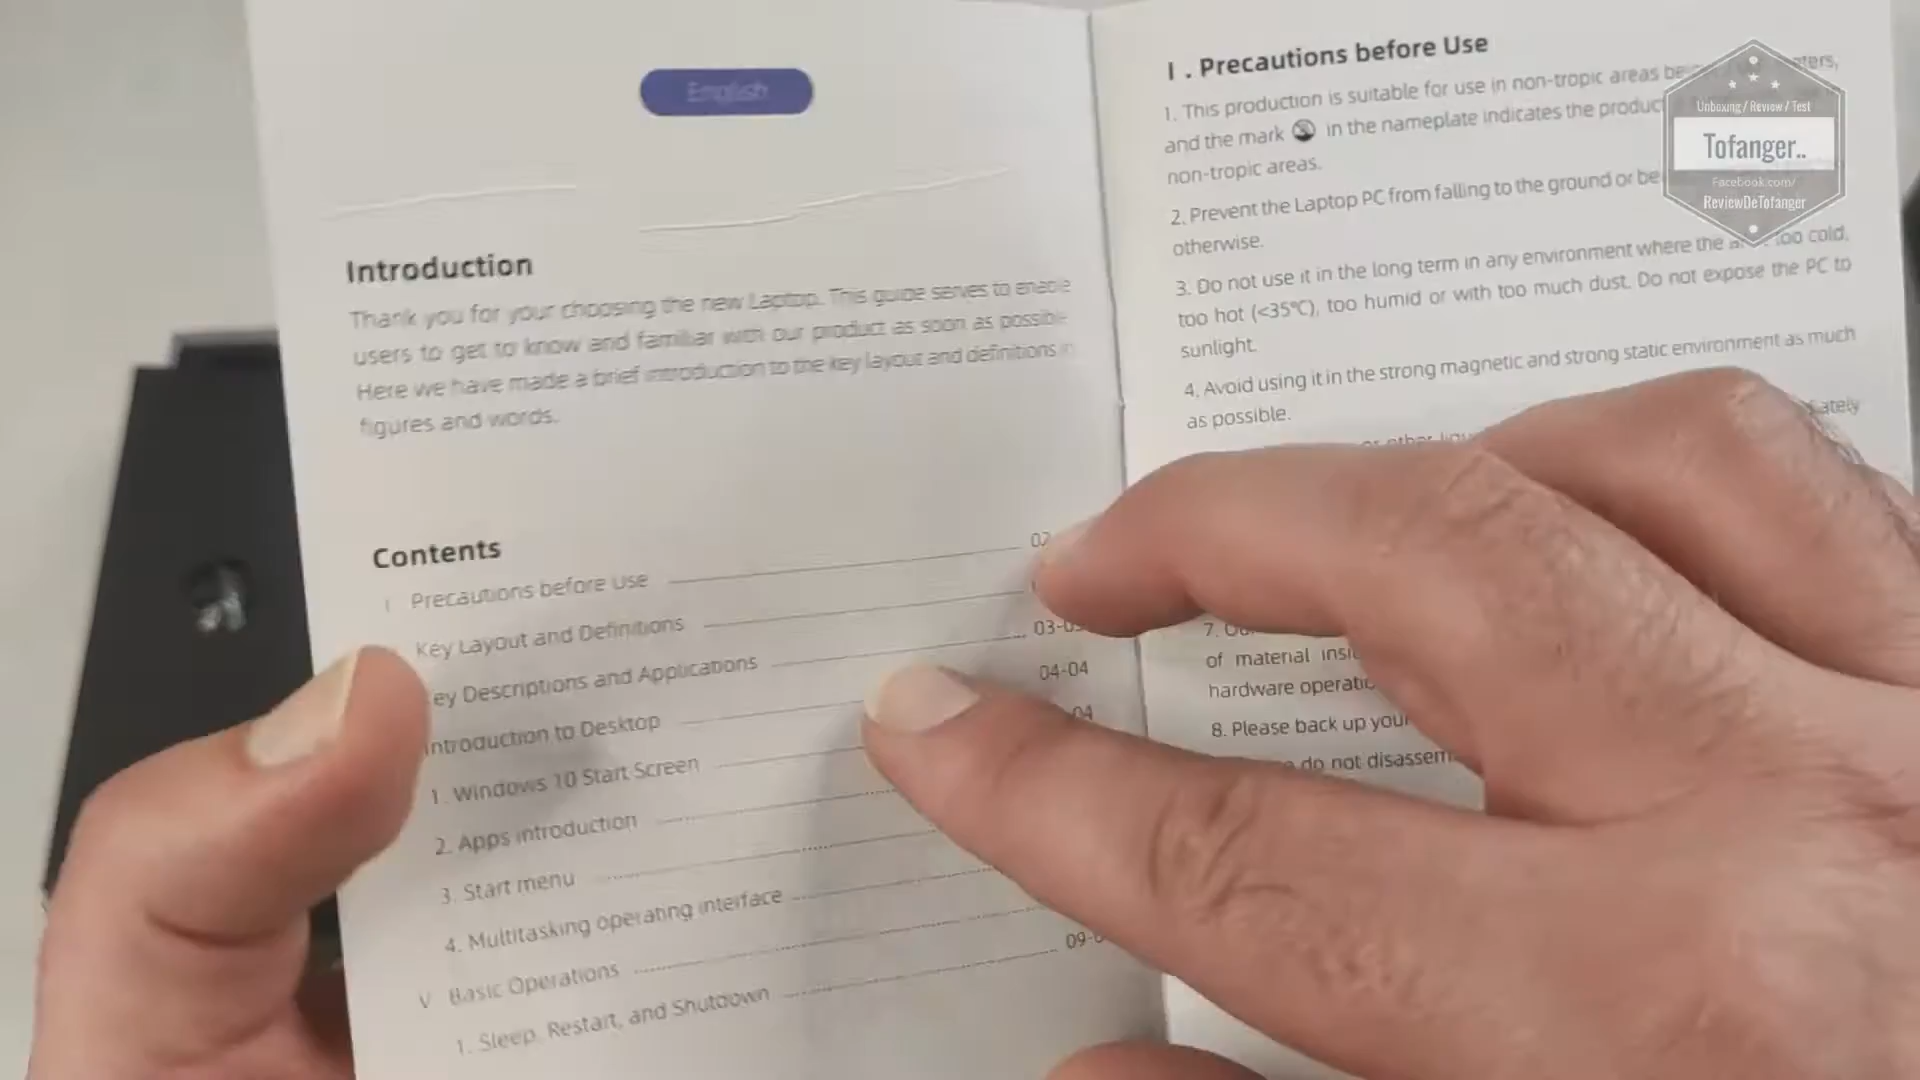 English
Introduction
Thank you for your choosing the new Laptop. This guide serves to enable
users to get to know and familiar with our product as soon as possible
Here we have made a brief introduction to the key layout and definitions in
figures and words.
Contents
I Precautions before Use 02
Key Layout and Definitions
ey Descriptions and Applications 03-0
Introduction to Desktop 04-04
1. Windows 10 Start Screen 04
2. Apps introduction
3. Start menu
4. Multitasking operating interface
V Basic Operations
1. Sleep, Restart, and Shutdown 09-0
I . Precautions before Use
1. This production is suitable for use in non-tropic areas
and the mark in the nameplate indicates the product
non-tropic areas.
2. Prevent the Laptop PC from falling to the ground or
otherwise.
3. Do not use it in the long term in any environment where the too cold,
too hot (<35℃), too humid or with too much dust. Do not expose the PC to
sunlight.
4. Avoid using it in the strong magnetic and strong static environment as much
as possible.
or other
7.
of material
hardware
8. Please back up your
do not
Unboxing / Review / Test
Tofanger..
Facebook.com/
ReviewDeTofanger